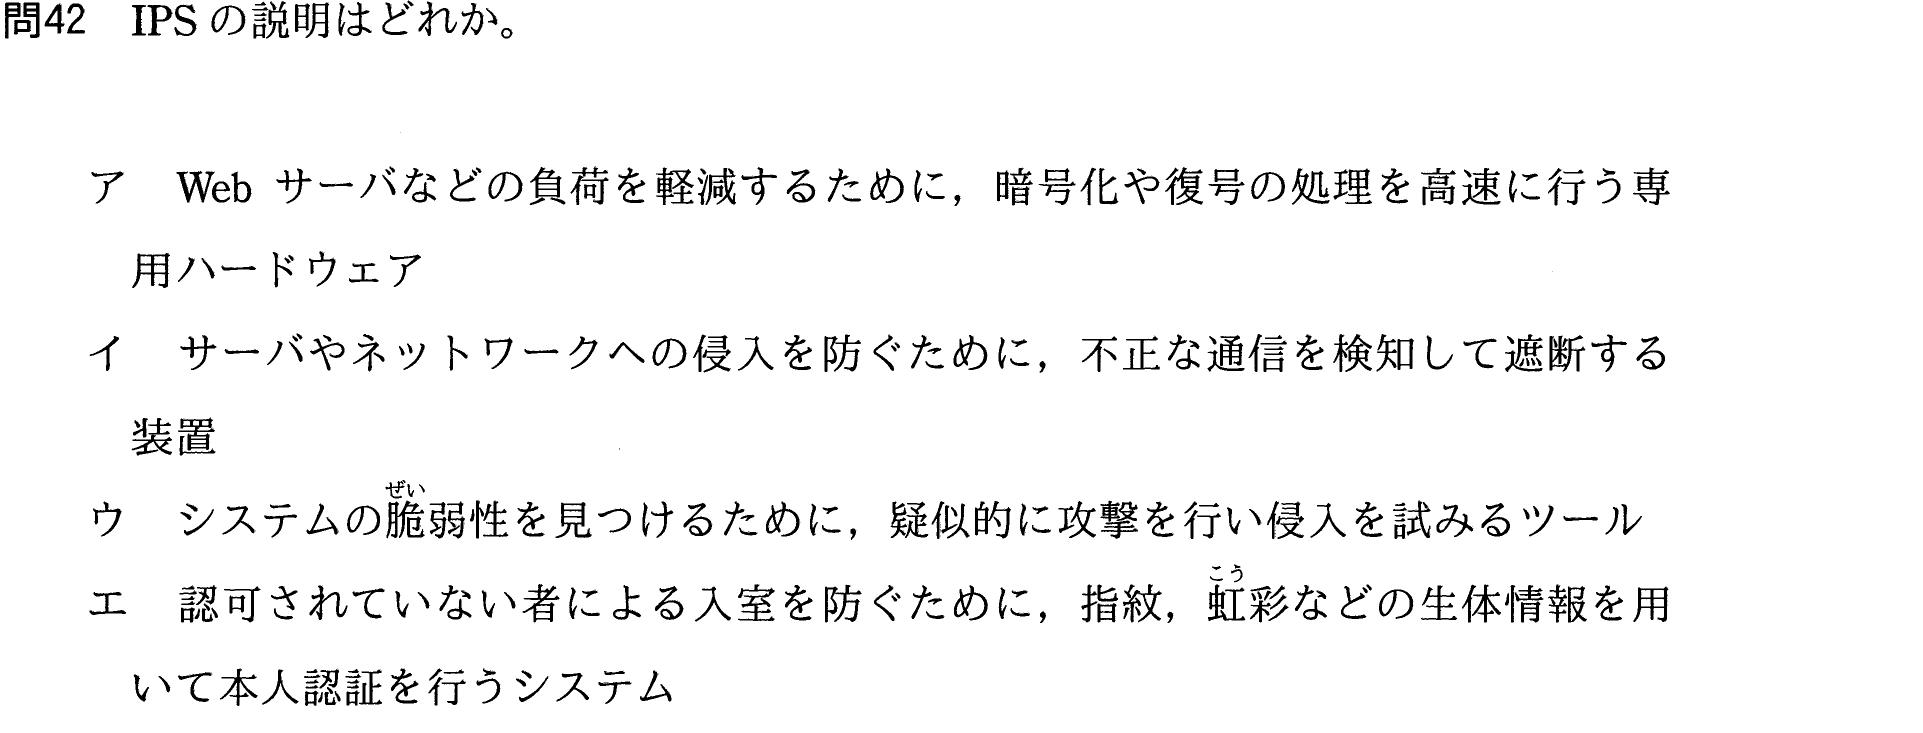 問42 IPS の説明はどれか。
ア Web サーバなどの負荷を軽減するために，暗号化や復号の処理を高速に行う専
用ハードウェア
イ サーバやネットワークへの侵入を防ぐために，不正な通信を検知して遮断する
装置
ぜい
ウ システムの脆弱性を見つけるために，疑似的に攻撃を行い侵入を試みるツール
こう
エ 認可されていない者による入室を防ぐために，指紋，虹彩などの生体情報を用
いて本人認証を行うシステム